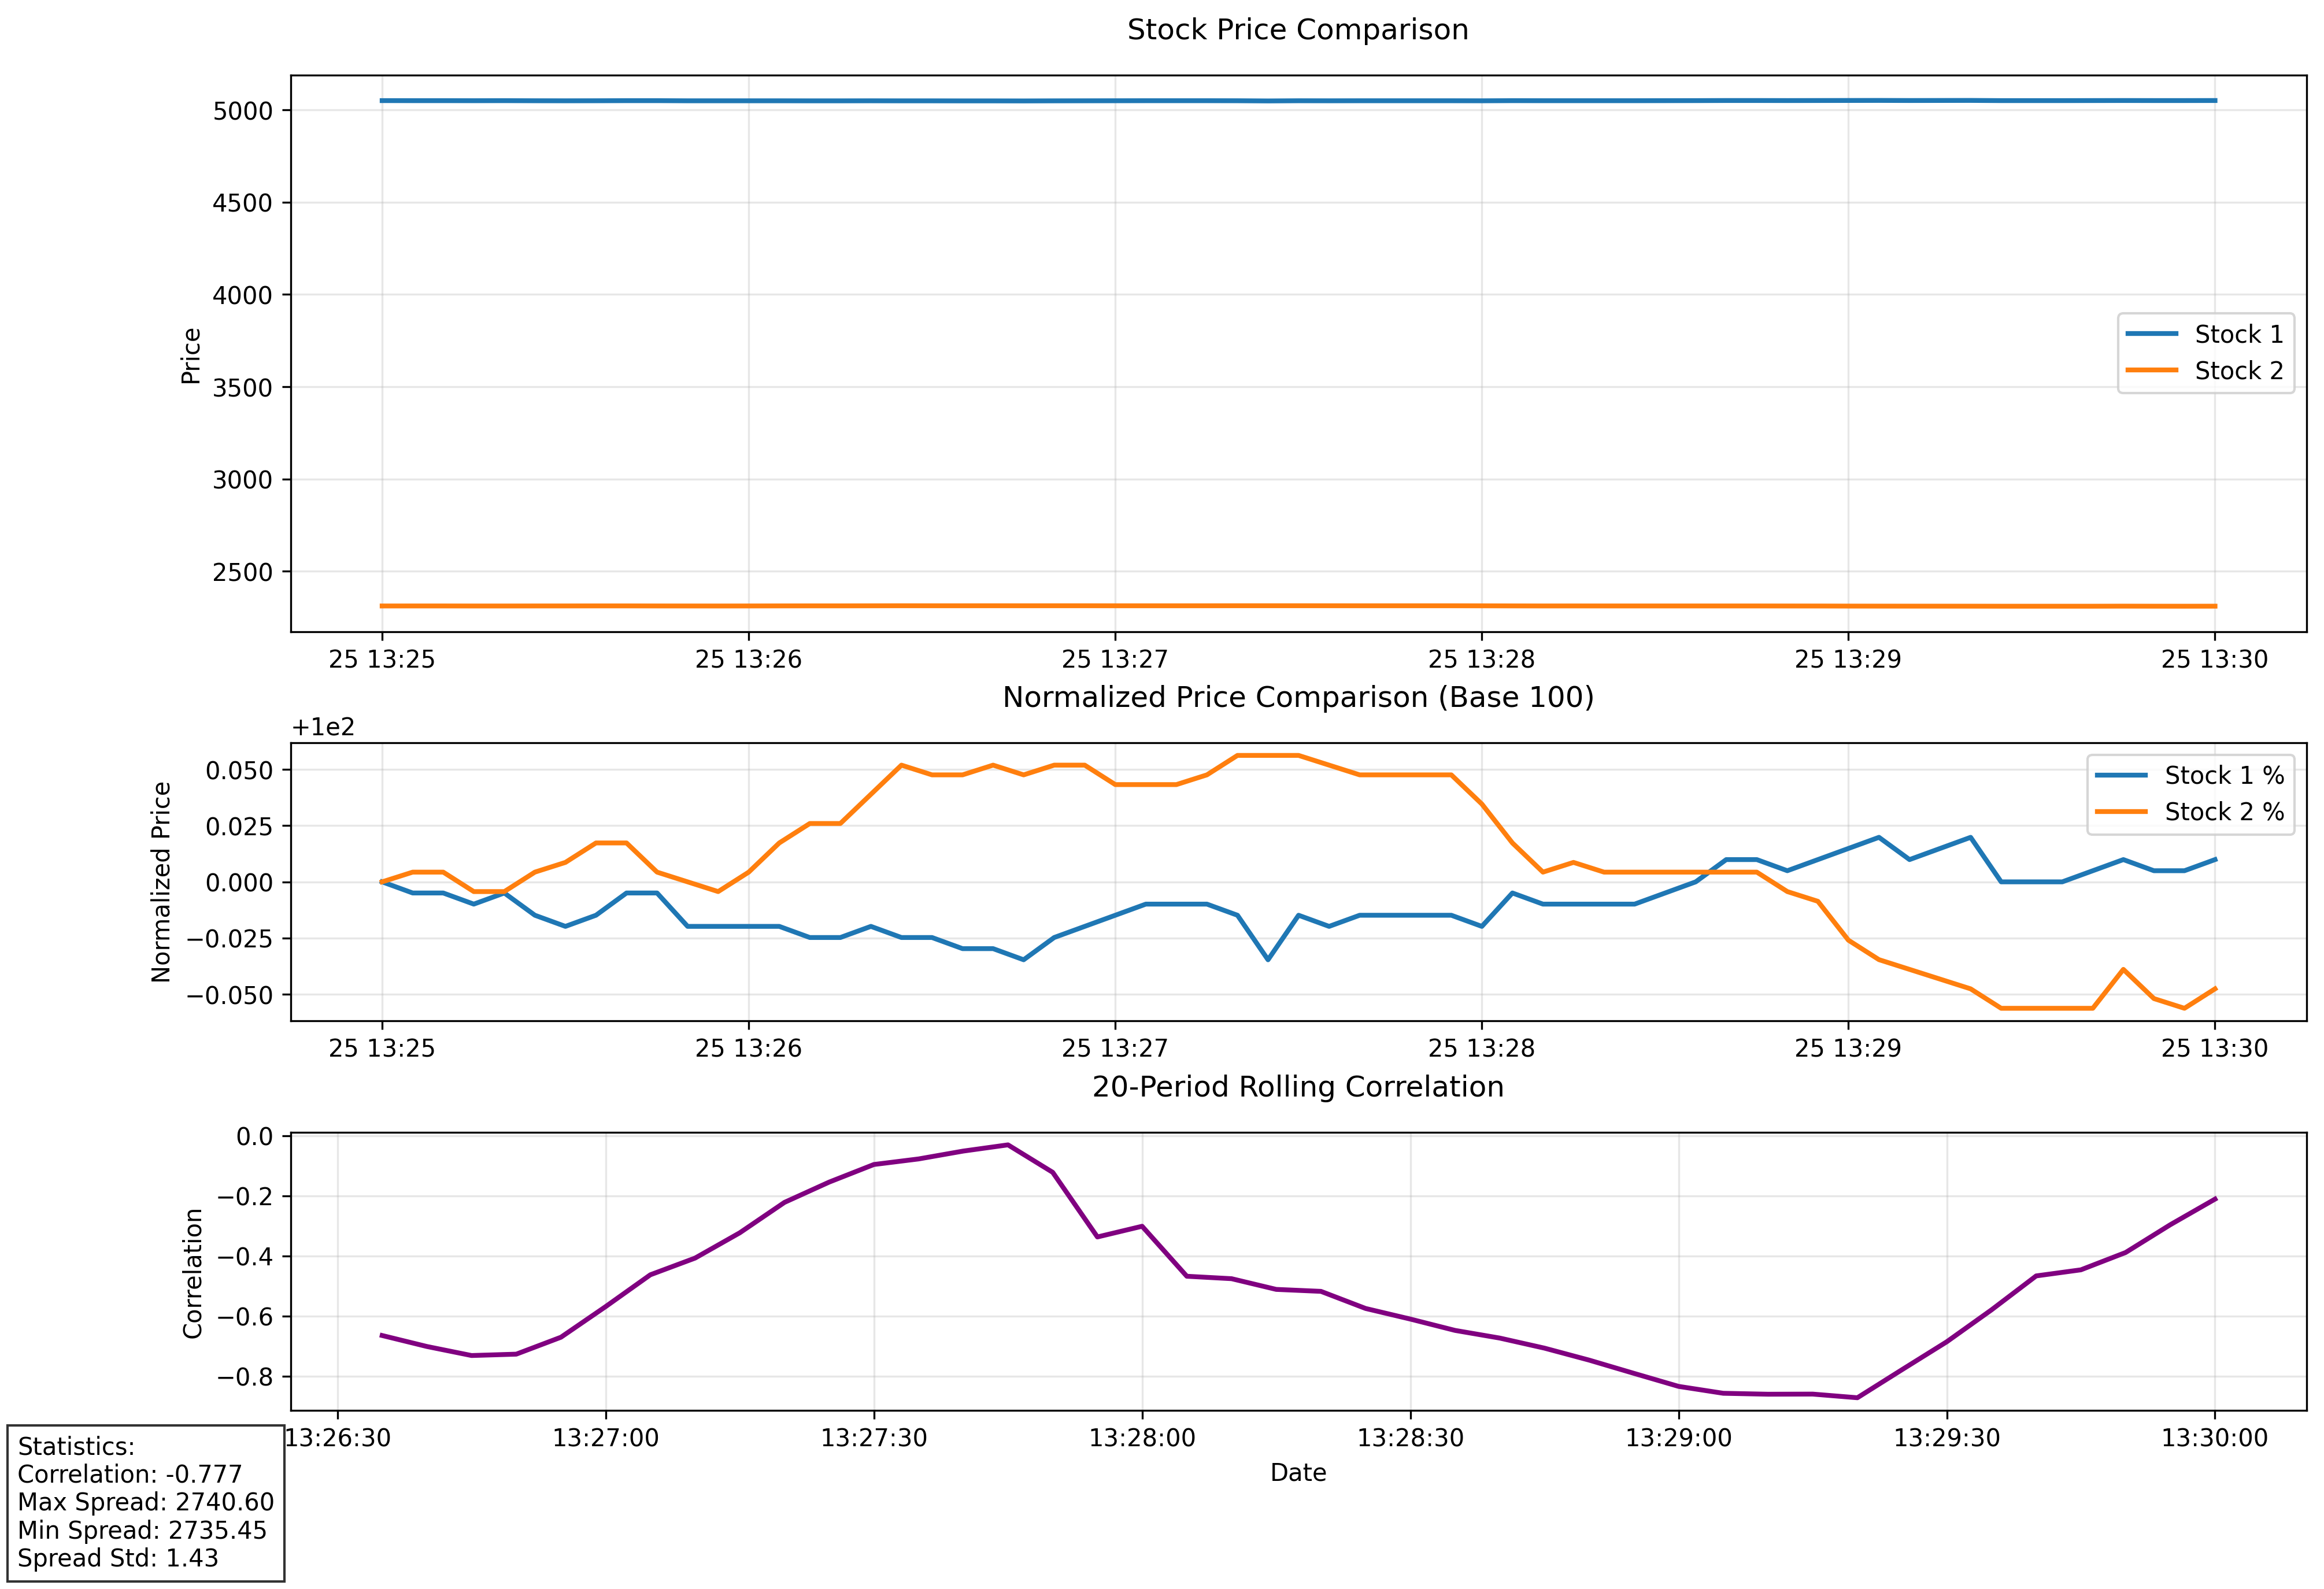 Stock Price Comparison
5000
4500
4000
3500
3000
2500
Price
Stock 1
Stock 2
25 13:25
25 13:26
25 13:27
25 13:28
25 13:29
25 13:30
Normalized Price Comparison (Base 100)
+1e2
0.050
0.025
0.000
−0.025
−0.050
Normalized Price
Stock 1 %
Stock 2 %
25 13:25
25 13:26
25 13:27
25 13:28
25 13:29
25 13:30
20-Period Rolling Correlation
0.0
−0.2
−0.4
−0.6
−0.8
Correlation
13:26:30
13:27:00
13:27:30
13:28:00
13:28:30
13:29:00
13:29:30
13:30:00
Date
Statistics:
Correlation: -0.777
Max Spread: 2740.60
Min Spread: 2735.45
Spread Std: 1.43